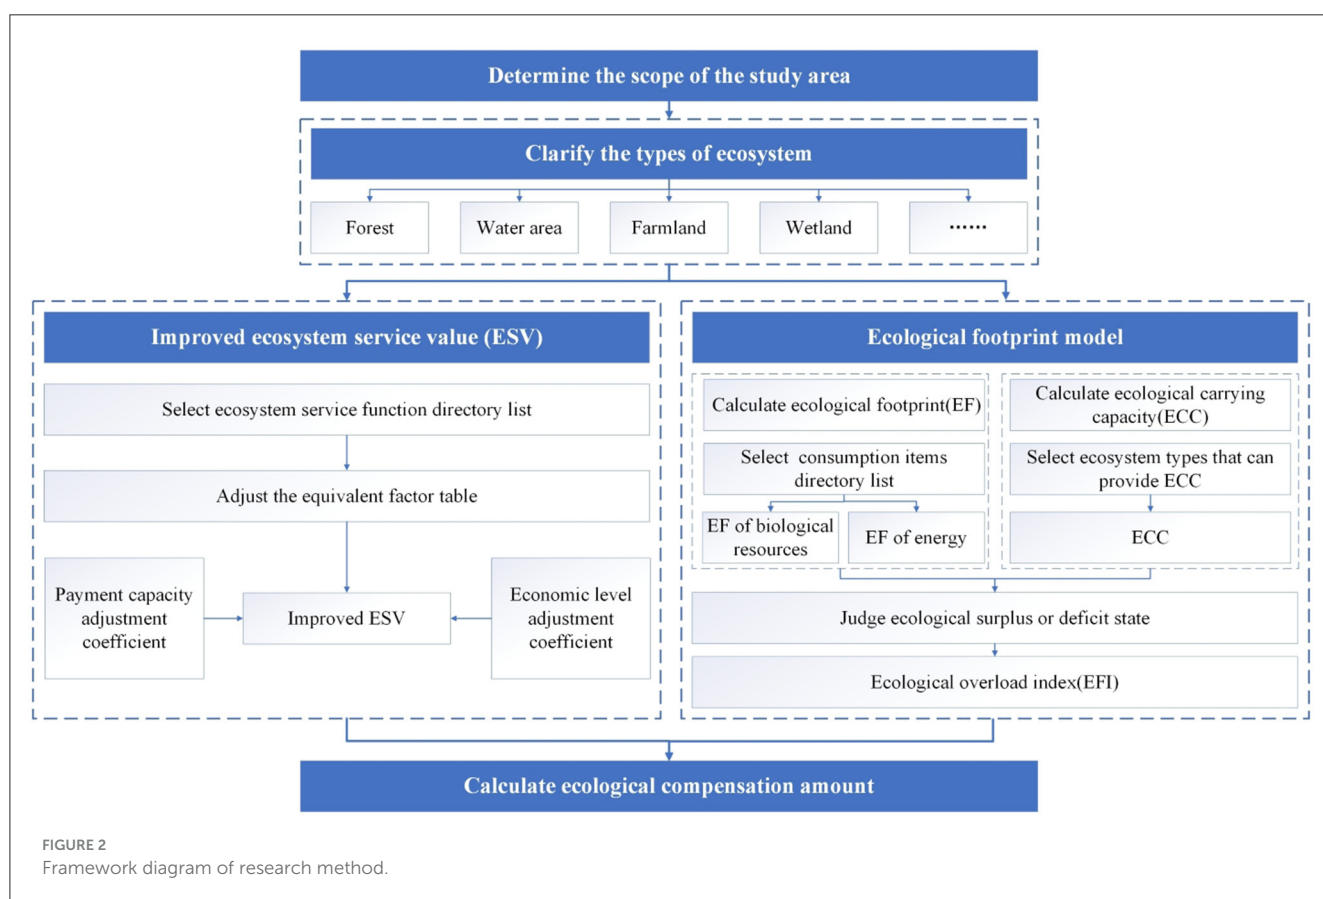 Determine the scope of the study area
Clarify the types of ecosystem
Forest
Water area
Farmland
Wetland
······
Improved ecosystem service value (ESV)
Select ecosystem service function directory list
Adjust the equivalent factor table
Payment capacity
adjustment
coefficient
Improved ESV
Economic level
adjustment
coefficient
Ecological footprint model
Calculate ecological footprint(EF)
Select consumption items
directory list
EF of biological
resources
EF of energy
Calculate ecological carrying
capacity(ECC)
Select ecosystem types that can
provide ECC
ECC
Judge ecological surplus or deficit state
Ecological overload index(EFI)
Calculate ecological compensation amount
FIGURE 2
Framework diagram of research method.